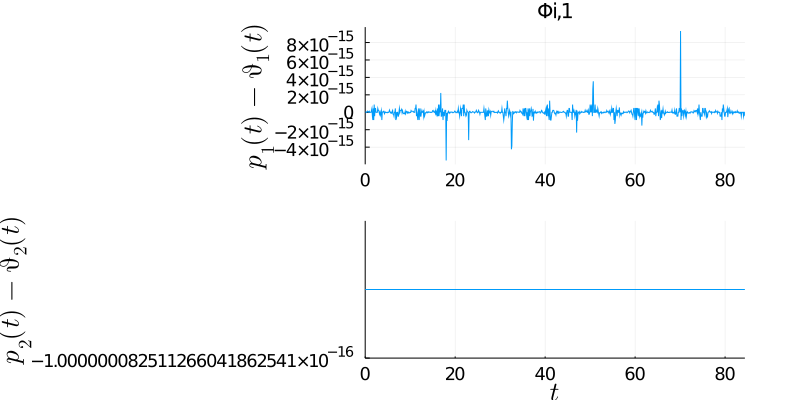 Φi,1
p₁(t) − ϑ₁(t)
8×10⁻¹⁵
6×10⁻¹⁵
4×10⁻¹⁵
2×10⁻¹⁵
0
−2×10⁻¹⁵
−4×10⁻¹⁵
0 20 40 60 80
p₂(t) − ϑ₂(t)
−1.00000008251126604186254​1×10⁻¹⁶
0 20 40 60 80
t